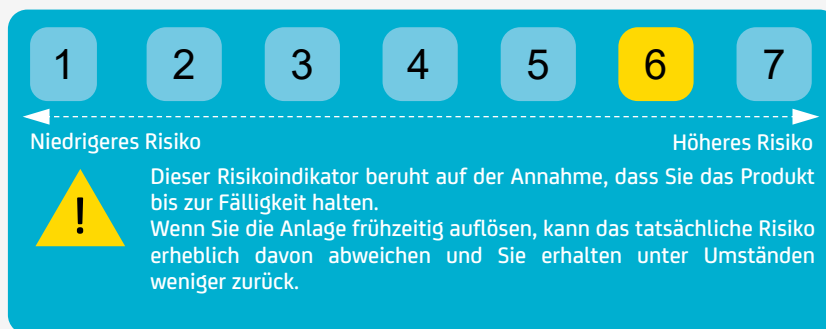 1 2 3 4 5 6 7
Niedrigeres Risiko Höheres Risiko
!
Dieser Risikoindikator beruht auf der Annahme, dass Sie das Produkt
bis zur Fälligkeit halten.
Wenn Sie die Anlage frühzeitig auflösen, kann das tatsächliche Risiko
erheblich davon abweichen und Sie erhalten unter Umständen
weniger zurück.